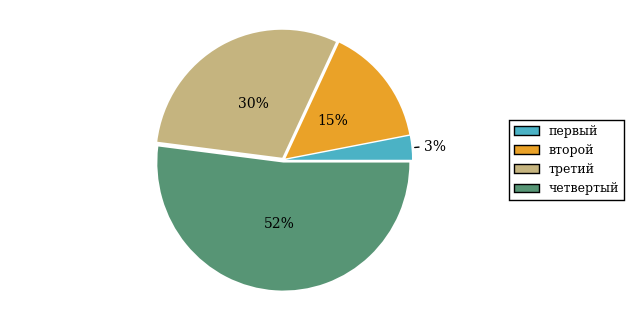 30%
15%
3%
52%
первый
второй
третий
четвертый